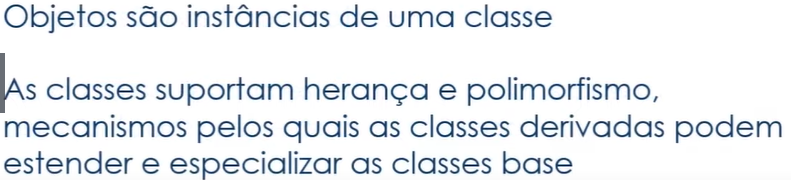 Objetos são instâncias de uma classe
As classes suportam herança e polimorfismo,
mecanismos pelos quais as classes derivadas podem
estender e especializar as classes base